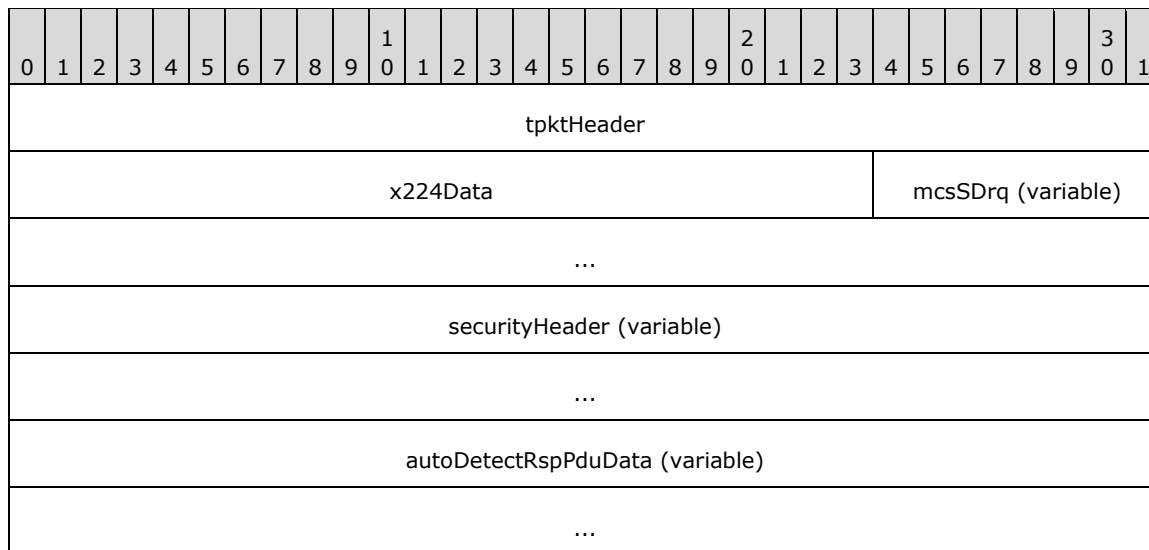 1 2 3
0 1 2 3 4 5 6 7 8 9 0 1 2 3 4 5 6 7 8 9 0 1 2 3 4 5 6 7 8 9 0 1
tpktHeader
x224Data mcsSDrq (variable)
...
securityHeader (variable)
...
autoDetectRspPduData (variable)
...